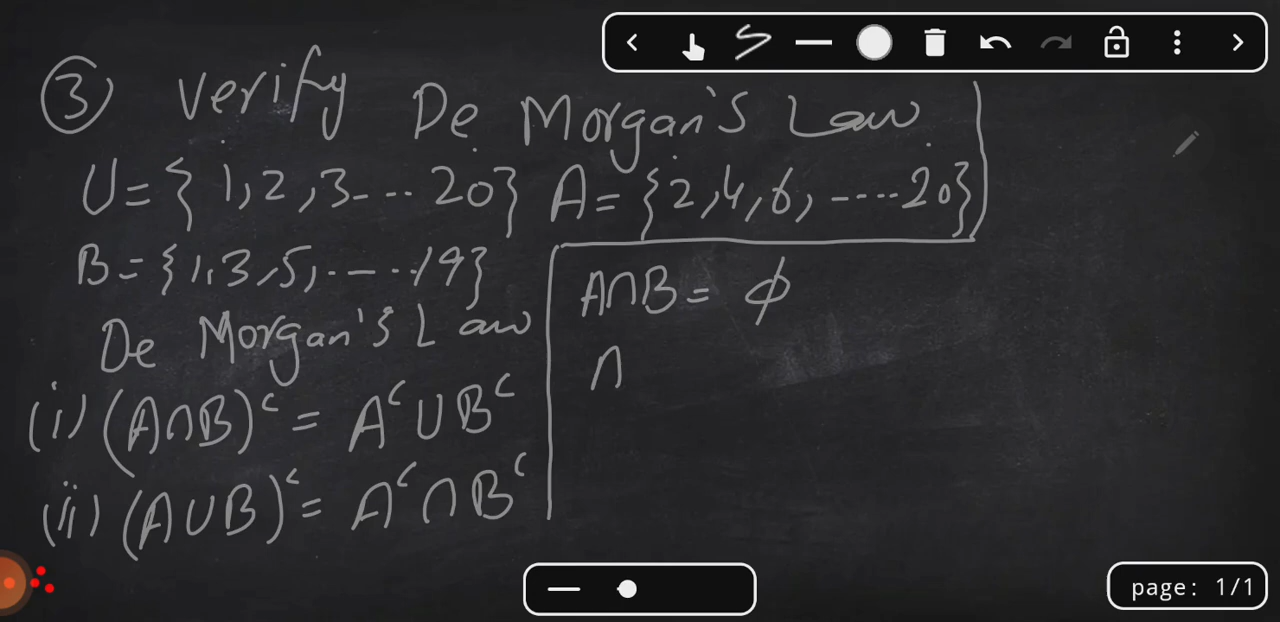 ③ Verify De Morgan's Law
U = { 1, 2, 3 --- 20} A = {2, 4, 6, ---- 20}
B = {1, 3, 5, ----- 19}
De Morgan's Law
(i) (A∩B)ᶜ = Aᶜ ∪ Bᶜ
(ii) (A∪B)ᶜ = Aᶜ ∩ Bᶜ
A∩B = ϕ
∩
page: 1/1